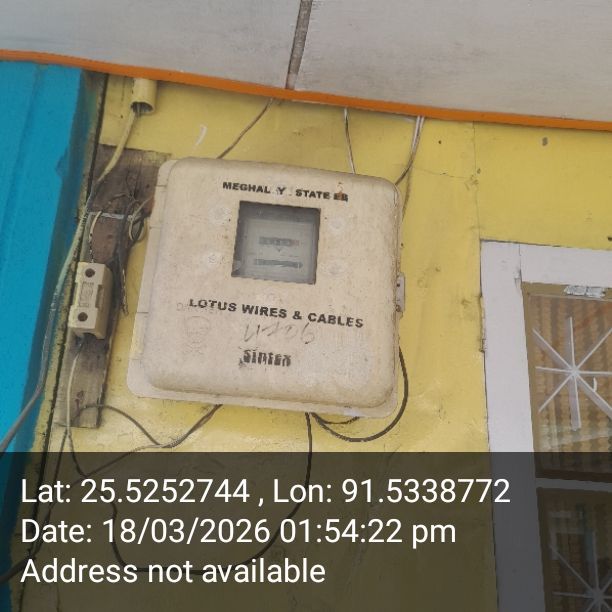 MEGHAL Y STATE EB
LOTUS WIRES & CABLES
Sintex
Lat: 25.5252744 , Lon: 91.5338772
Date: 18/03/2026 01:54:22 pm
Address not available